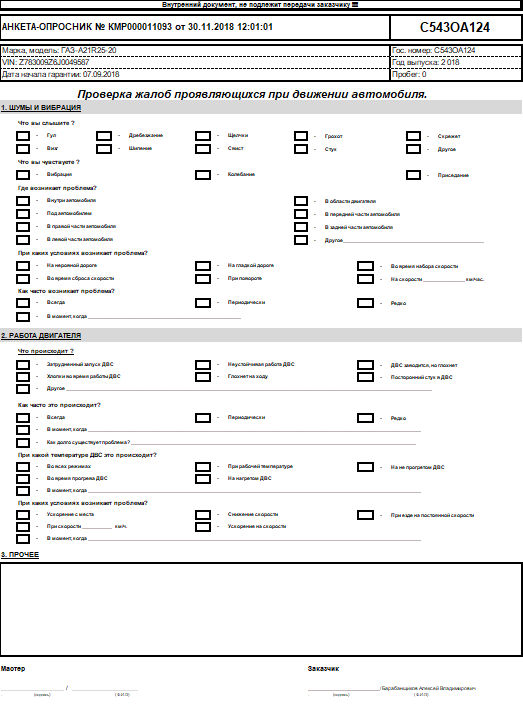 Внутренний документ, не подлежит передачи заказчику !!!
АНКЕТА-ОПРОСНИК № КМР000011093 от 30.11.2018 12:01:01
С543ОА124
Марка, модель: ГАЗ-А21R25-20
Гос. номер: С543ОА124
VIN: Z783009Z6J0049587
Год выпуска: 2 018
Дата начала гарантии: 07.09.2018
Пробег: 0
Проверка жалоб проявляющихся при движении автомобиля.
1. ШУМЫ И ВИБРАЦИЯ
Что вы слышите ?
- Гул - Дребезжание - Щелчки - Грохот - Скрежет
- Визг - Шипение - Свист - Стук - Другое
Что вы чувствуете ?
- Вибрация - Колебание - Приседание
Где возникает проблема?
- Внутри автомобиля - В области двигателя
- Под автомобилем - В передней части автомобиля
- В правой части автомобиля - В задней части автомобиля
- В левой части автомобиля - Другое
При каких условиях возникает проблема?
- На неровной дороге - На гладкой дороге - Во время набора скорости
- Во время сброса скорости - При повороте - На скорости км/час.
Как часто возникает проблема?
- Всегда - Периодически - Редко
- В момент, когда
2. РАБОТА ДВИГАТЕЛЯ
Что происходит ?
- Затрудненный запуск ДВС - Неустойчивая работа ДВС - ДВС заводится, но глохнет
- Хлопки во время работы ДВС - Глохнет на ходу - Посторонний стук в ДВС
- Другое
Как часто это происходит?
- Всегда - Периодически - Редко
- В момент, когда
- Как долго существует проблема?
При какой температуре ДВС это происходит?
- Во всех режимах - При рабочей температуре - На не прогретом ДВС
- Во время прогрева ДВС - На нагретом ДВС
- В момент, когда
При каких условиях возникает проблема?
- Ускорение с места - Снижение скорости - При езде на постоянной скорости
- При скорости км/ч. - Ускорение на скорости
- В момент, когда
3. ПРОЧЕЕ
Мастер
Заказчик
/
/Барабанщиков Алексей Владимирович
(подпись) (Ф.И.О) (подпись) (Ф.И.О)